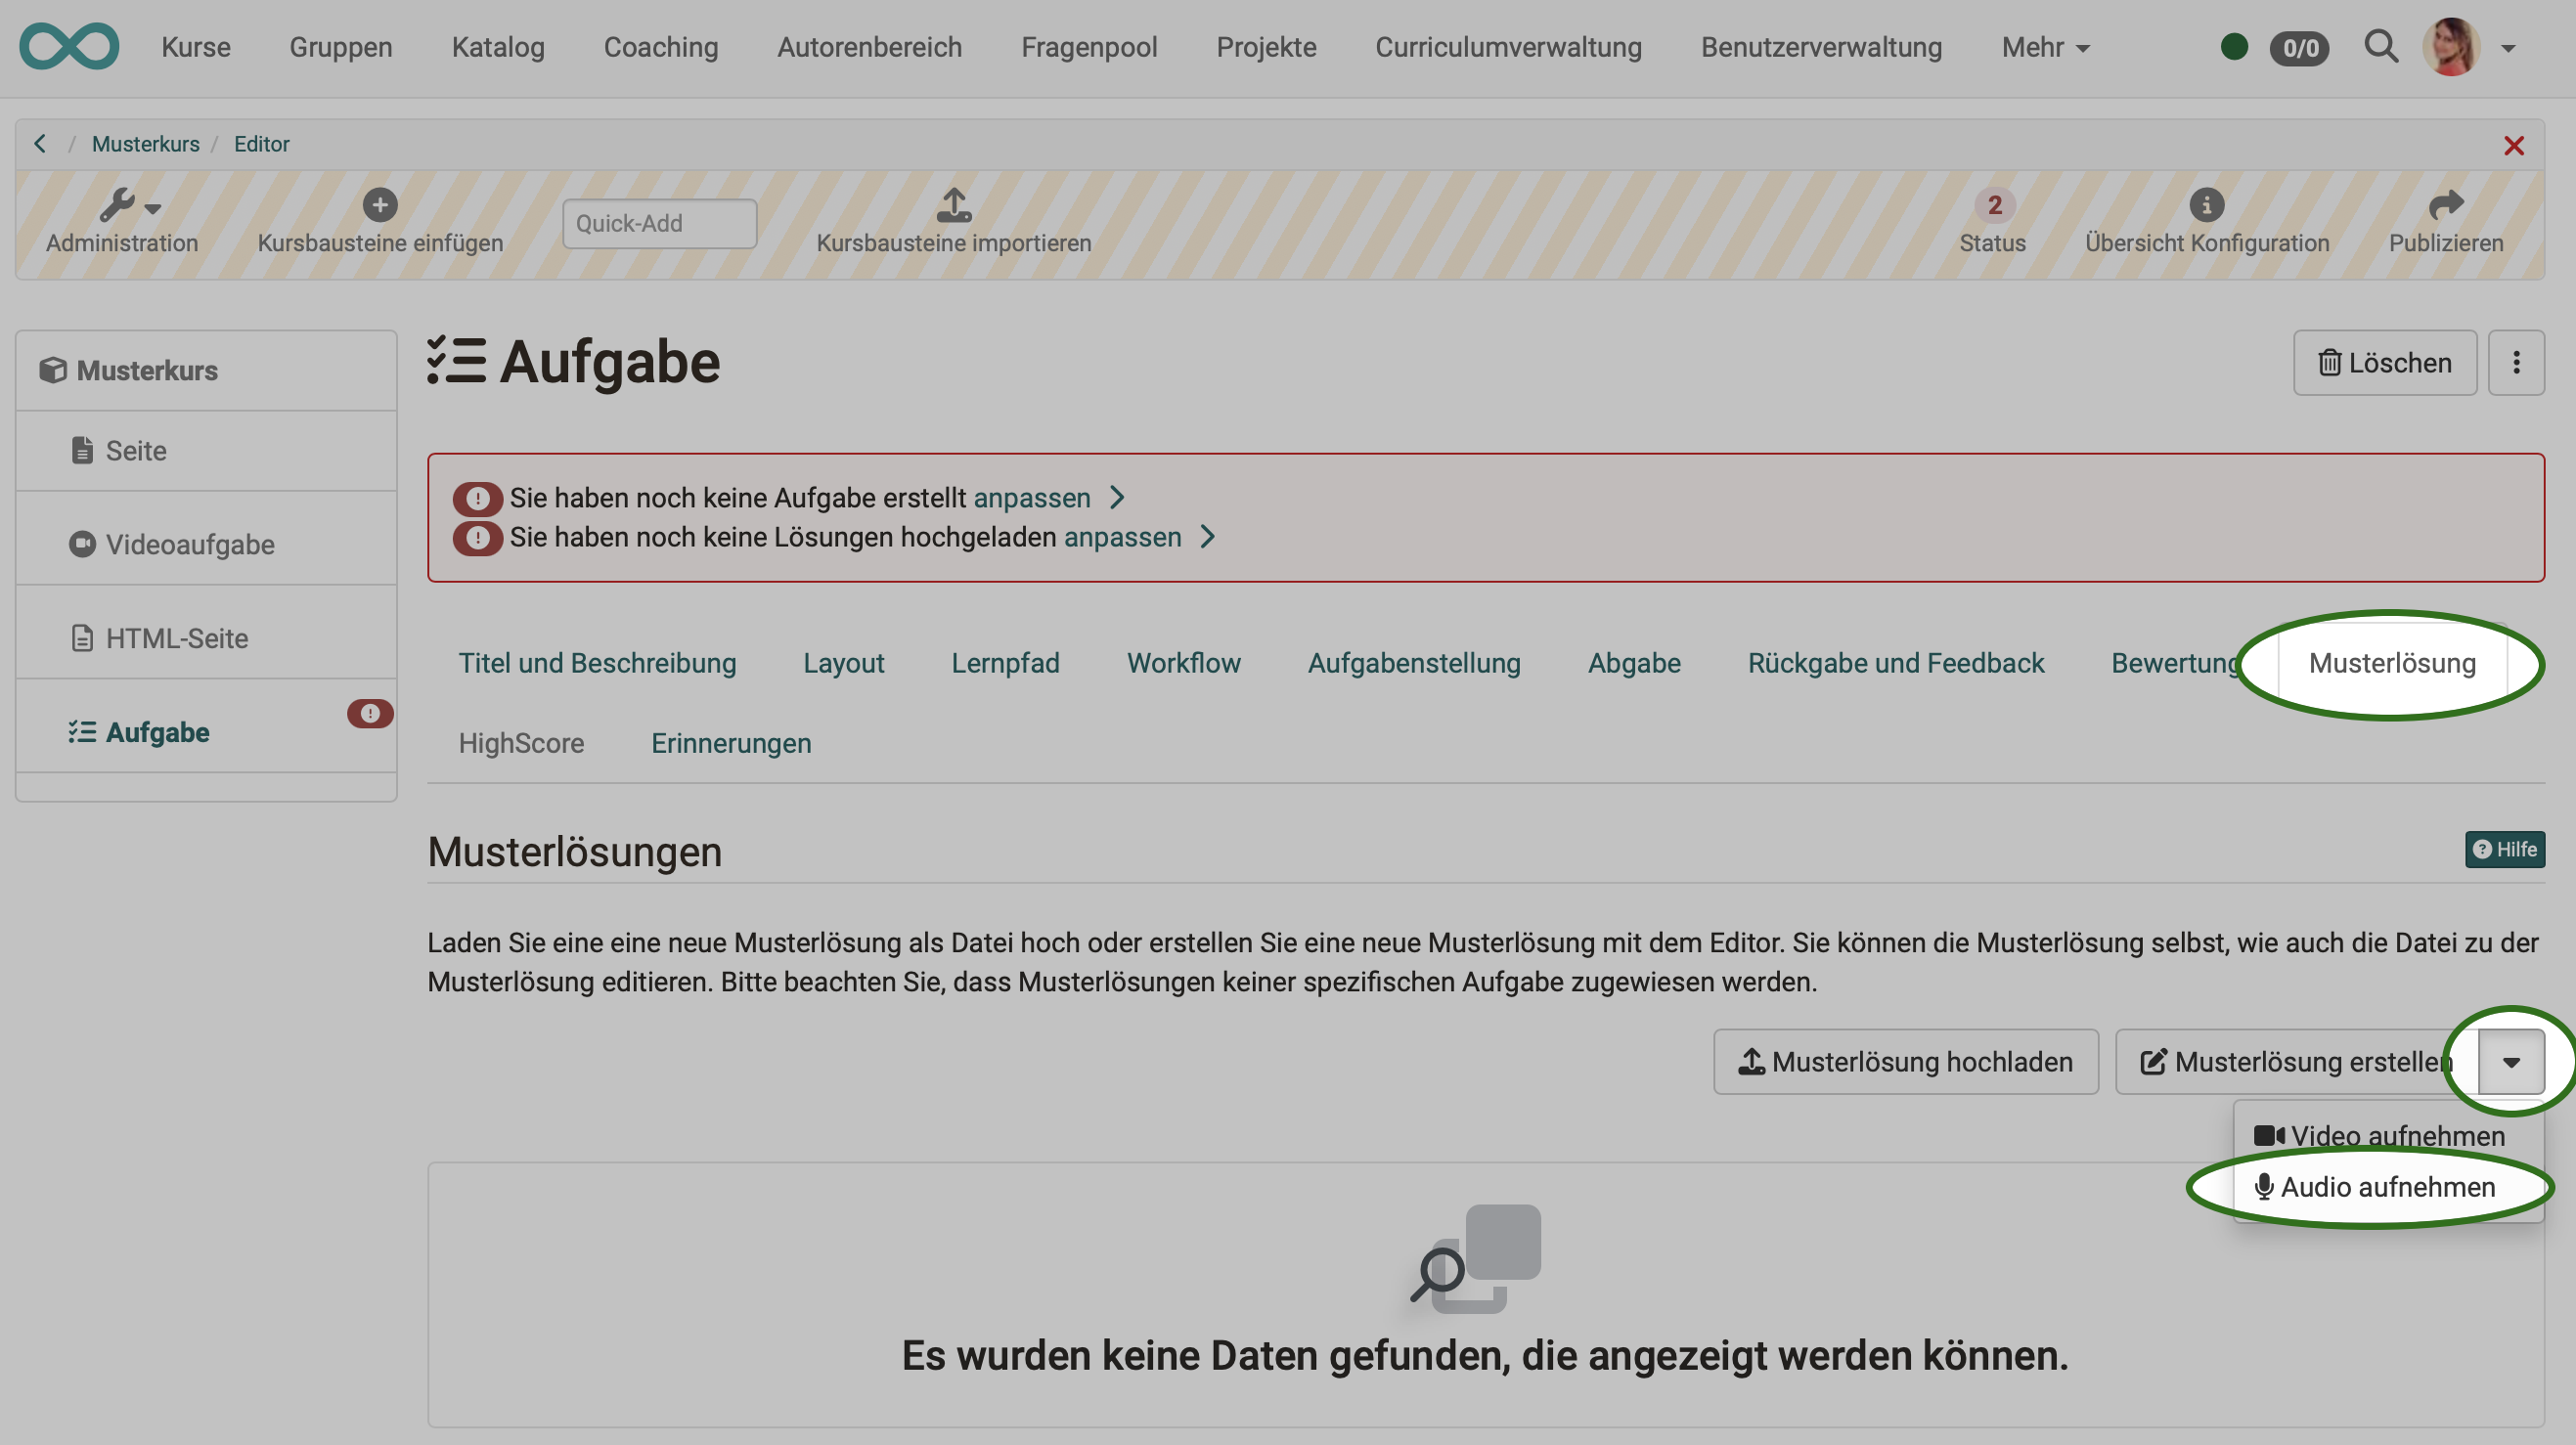 Kurse Gruppen Katalog Coaching Autorenbereich Fragenpool Projekte Curriculumverwaltung Benutzerverwaltung Mehr 0/0
/ Musterkurs / Editor
Administration Kursbausteine einfügen Quick-Add Kursbausteine importieren 2 Status Übersicht Konfiguration Publizieren
Musterkurs
Seite
Videoaufgabe
HTML-Seite
Aufgabe
Aufgabe
Löschen
Sie haben noch keine Aufgabe erstellt anpassen
Sie haben noch keine Lösungen hochgeladen anpassen
Titel und Beschreibung Layout Lernpfad Workflow Aufgabenstellung Abgabe Rückgabe und Feedback Bewertung Musterlösung
HighScore Erinnerungen
Musterlösungen
Hilfe
Laden Sie eine eine neue Musterlösung als Datei hoch oder erstellen Sie eine neue Musterlösung mit dem Editor. Sie können die Musterlösung selbst, wie auch die Datei zu der
Musterlösung editieren. Bitte beachten Sie, dass Musterlösungen keiner spezifischen Aufgabe zugewiesen werden.
Musterlösung hochladen Musterlösung erstellen
Video aufnehmen
Audio aufnehmen
Es wurden keine Daten gefunden, die angezeigt werden können.